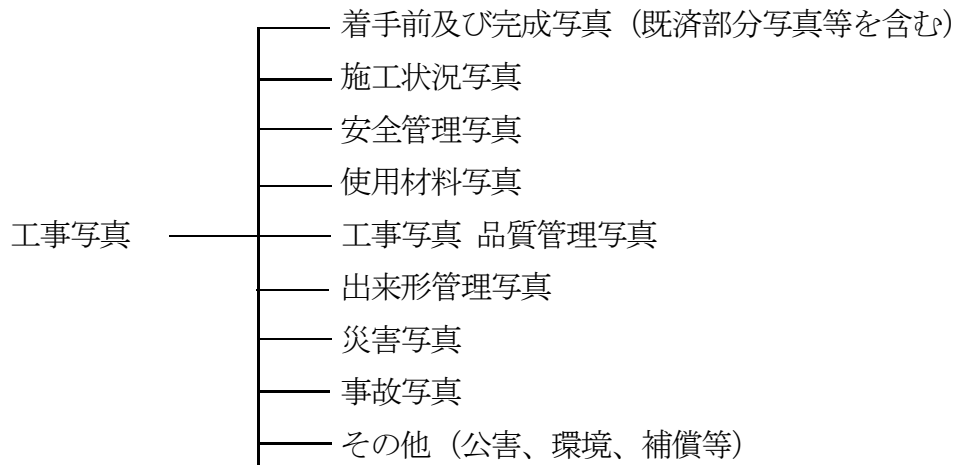 着手前及び完成写真（既済部分写真等を含む）
施工状況写真
安全管理写真
使用材料写真
工事写真
工事写真 品質管理写真
出来形管理写真
災害写真
事故写真
その他（公害、環境、補償等）